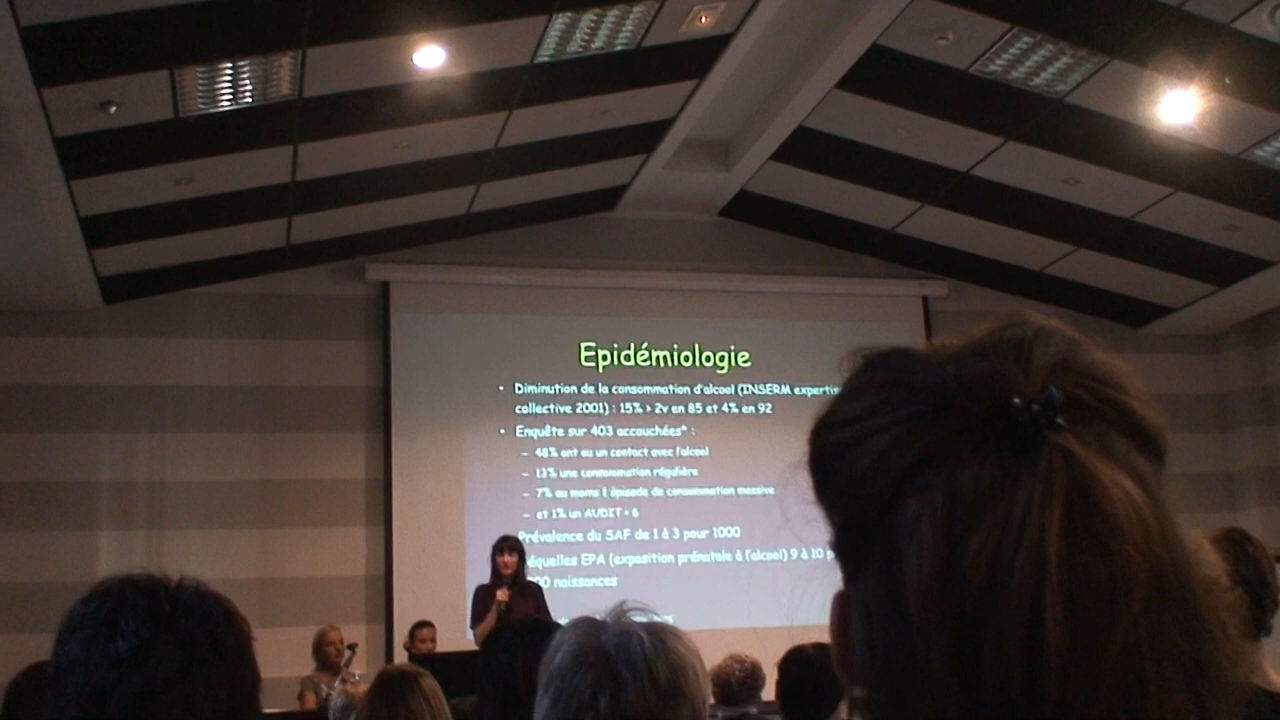 Epidémiologie
• Diminution de la consommation d'alcool (INSERM expertis
collective 2001) : 15% > 2v en 85 et 4% en 92
• Enquête sur 403 accouchées* :
– 48% ont eu un contact avec l'alcool
– 13% une consommation régulière
– 7% au moins 1 épisode de consommation massive
– et 1% un AUDIT > 6
Prévalence du SAF de 1 à 3 pour 1000
équelles EPA (exposition prénatale à l'alcool) 9 à 10 p
00 naissances